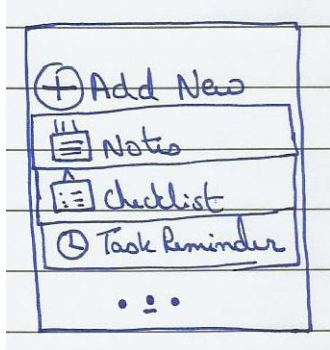 Add New
Notes
Checklist
Task Reminder